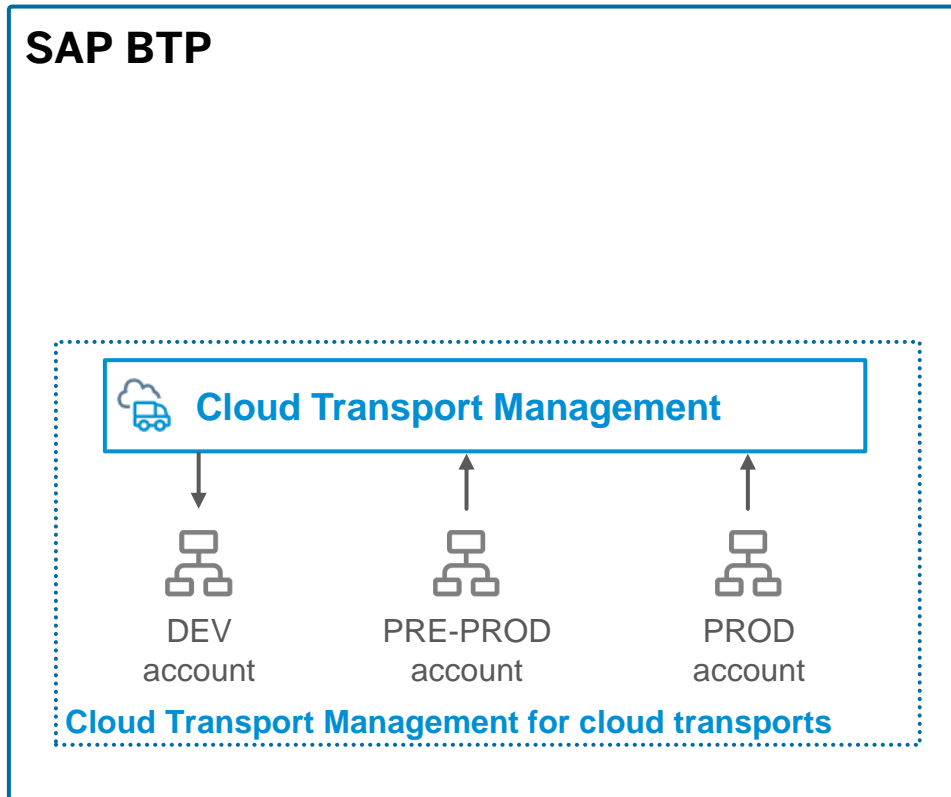 SAP BTP
Cloud Transport Management
DEV
account
PRE-PROD
account
PROD
account
Cloud Transport Management for cloud transports